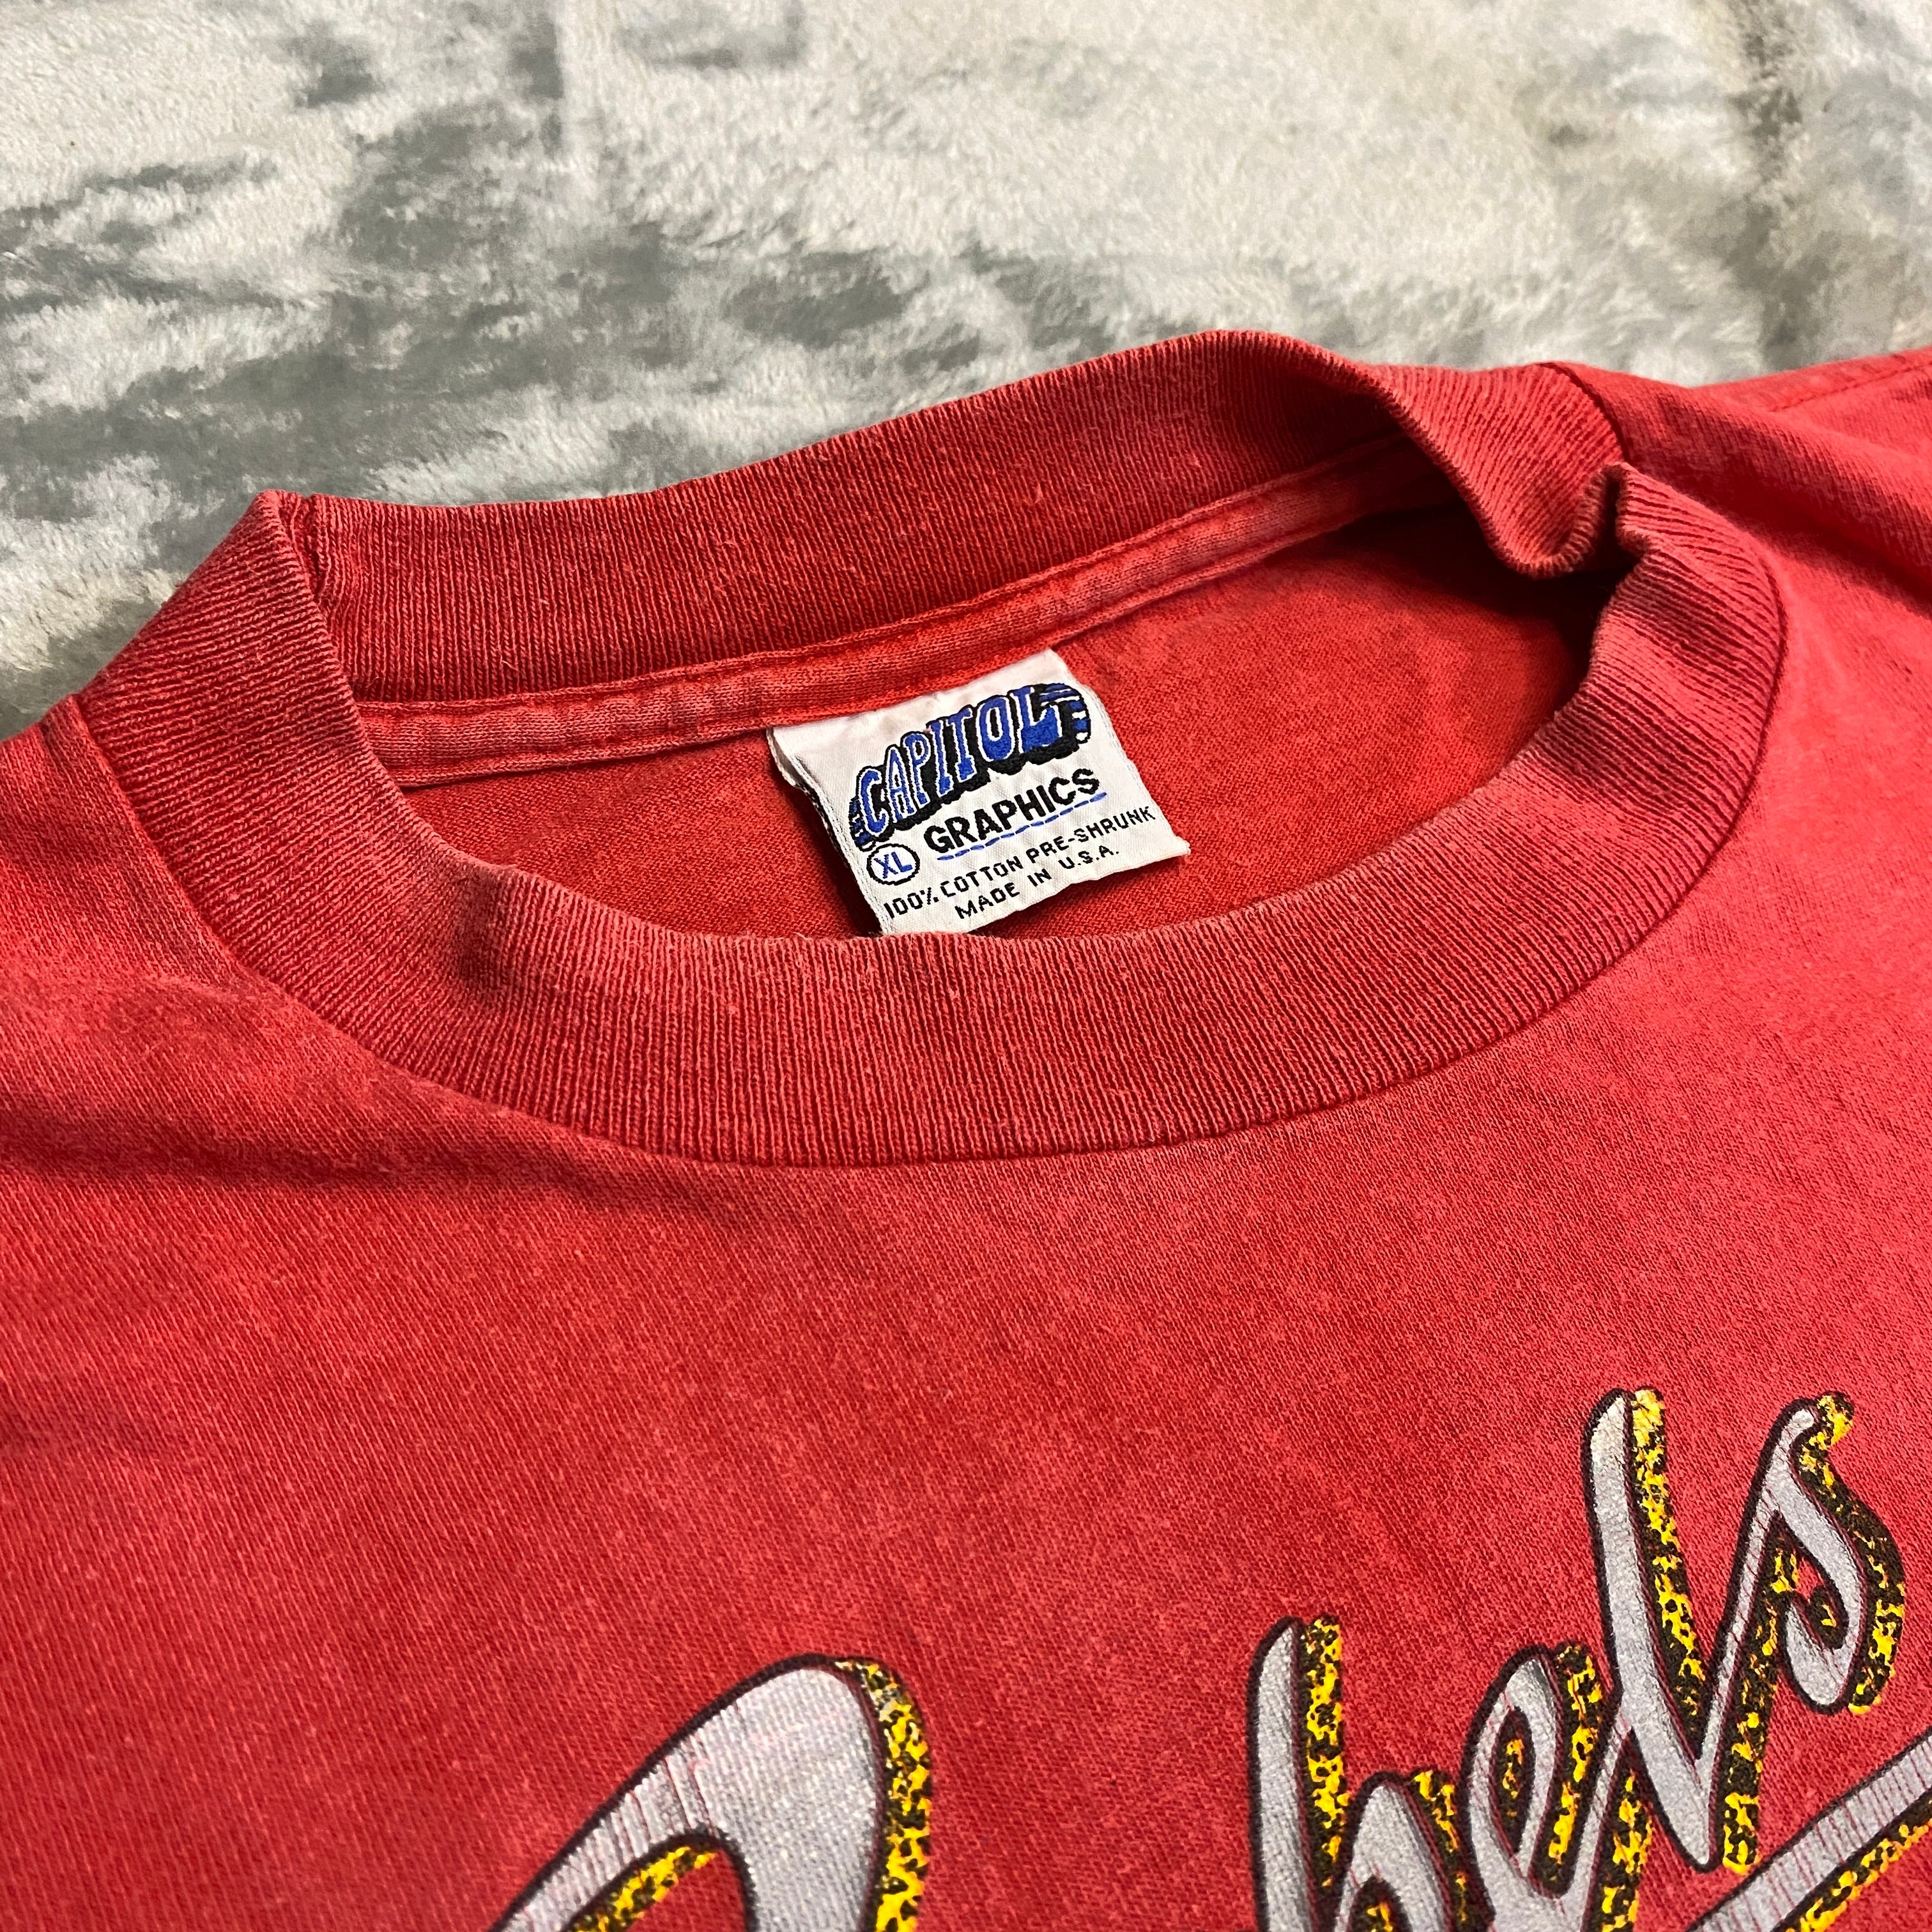 CAPITOL
GRAPHICS
XL
100% COTTON PRE-SHRUNK
MADE IN U.S.A.